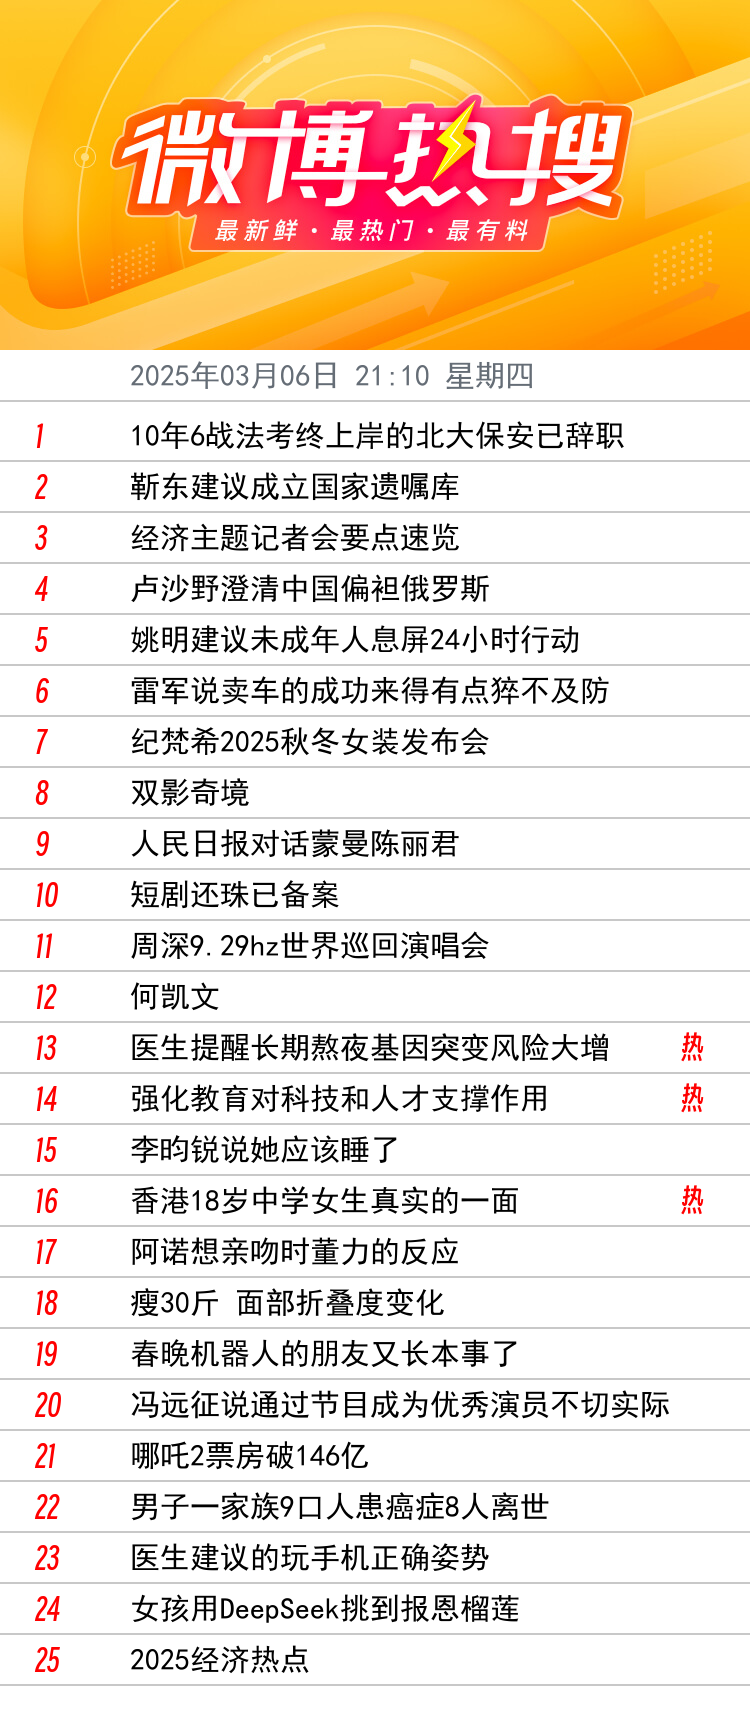 微博热搜
最新鲜·最热门·最有料
2025年03月06日 21:10 星期四
1 10年6战法考终上岸的北大保安已辞职
2 靳东建议成立国家遗嘱库
3 经济主题记者会要点速览
4 卢沙野澄清中国偏袒俄罗斯
5 姚明建议未成年人息屏24小时行动
6 雷军说卖车的成功来得有点猝不及防
7 纪梵希2025秋冬女装发布会
8 双影奇境
9 人民日报对话蒙曼陈丽君
10 短剧还珠已备案
11 周深9.29hz世界巡回演唱会
12 何凯文
13 医生提醒长期熬夜基因突变风险大增 热
14 强化教育对科技和人才支撑作用 热
15 李昀锐说她应该睡了
16 香港18岁中学女生真实的一面 热
17 阿诺想亲吻时董力的反应
18 瘦30斤 面部折叠度变化
19 春晚机器人的朋友又长本事了
20 冯远征说通过节目成为优秀演员不切实际
21 哪吒2票房破146亿
22 男子一家族9口人患癌症8人离世
23 医生建议的玩手机正确姿势
24 女孩用DeepSeek挑到报恩榴莲
25 2025经济热点